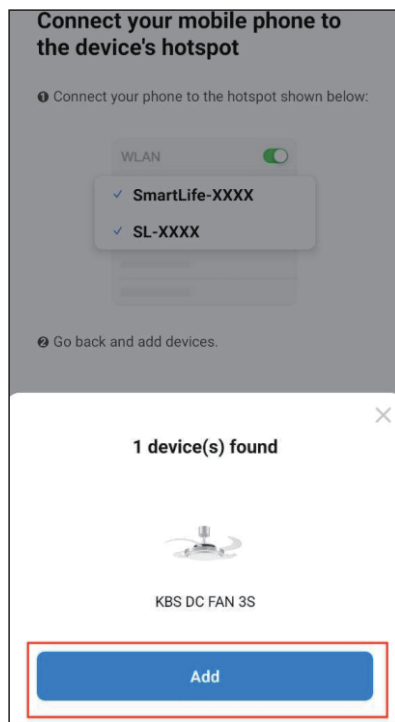 Connect your mobile phone to
the device's hotspot
❶ Connect your phone to the hotspot shown below:
WLAN
SmartLife-XXXX
SL-XXXX
❷ Go back and add devices.
1 device(s) found
KBS DC FAN 3S
Add